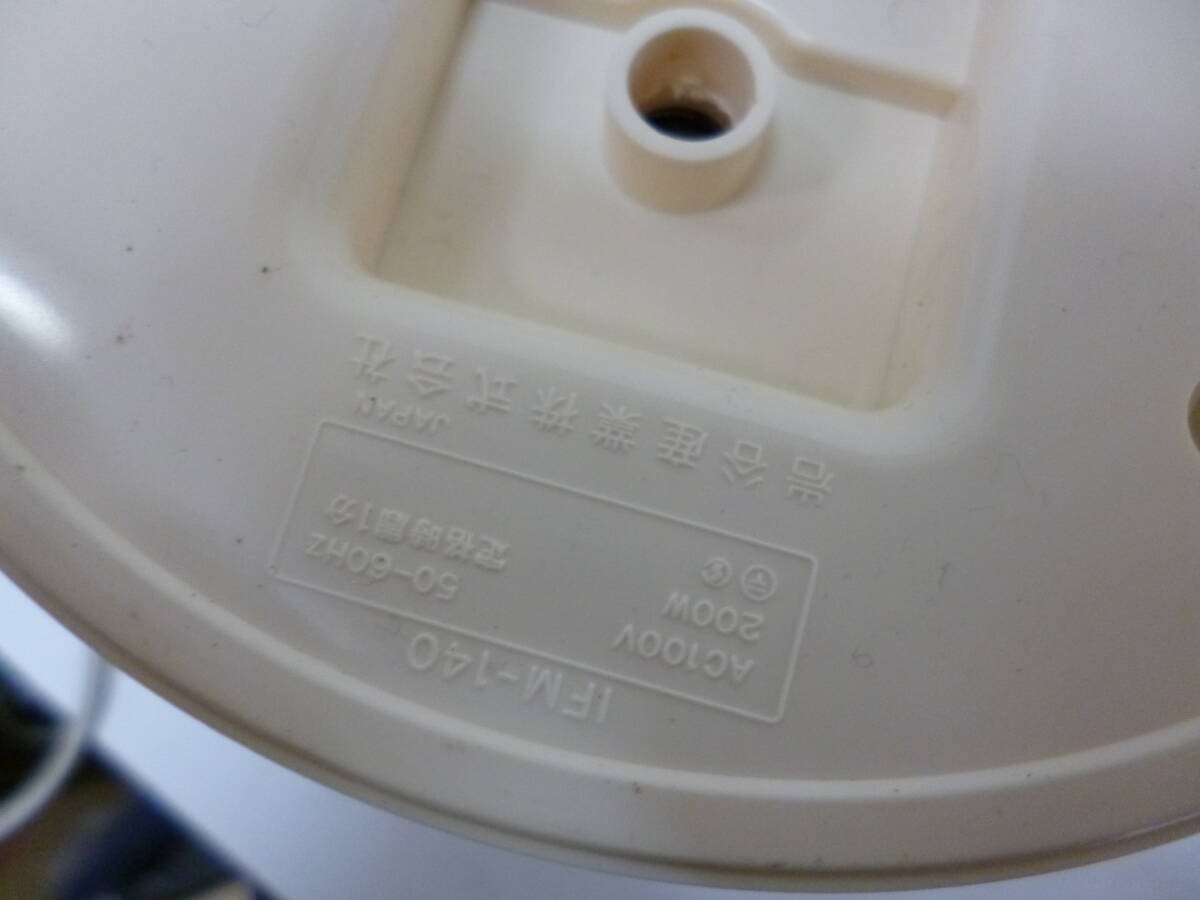 IFM-140
AC100V 50-60HZ
200W 定格時間1分
岩谷産業株式会社
JAPAN